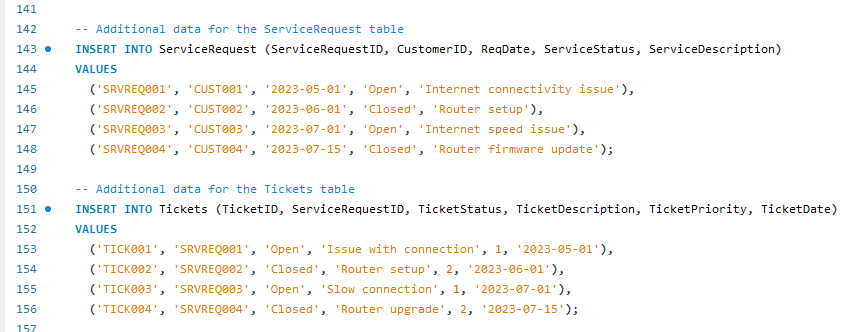 141
142 -- Additional data for the ServiceRequest table
143 INSERT INTO ServiceRequest (ServiceRequestID, CustomerID, ReqDate, ServiceStatus, ServiceDescription)
144 VALUES
145 ('SRVREQ001', 'CUST001', '2023-05-01', 'Open', 'Internet connectivity issue'),
146 ('SRVREQ002', 'CUST002', '2023-06-01', 'Closed', 'Router setup'),
147 ('SRVREQ003', 'CUST003', '2023-07-01', 'Open', 'Internet speed issue'),
148 ('SRVREQ004', 'CUST004', '2023-07-15', 'Closed', 'Router firmware update');
149
150 -- Additional data for the Tickets table
151 INSERT INTO Tickets (TicketID, ServiceRequestID, TicketStatus, TicketDescription, TicketPriority, TicketDate)
152 VALUES
153 ('TICK001', 'SRVREQ001', 'Open', 'Issue with connection', 1, '2023-05-01'),
154 ('TICK002', 'SRVREQ002', 'Closed', 'Router setup', 2, '2023-06-01'),
155 ('TICK003', 'SRVREQ003', 'Open', 'Slow connection', 1, '2023-07-01'),
156 ('TICK004', 'SRVREQ004', 'Closed', 'Router upgrade', 2, '2023-07-15');
157